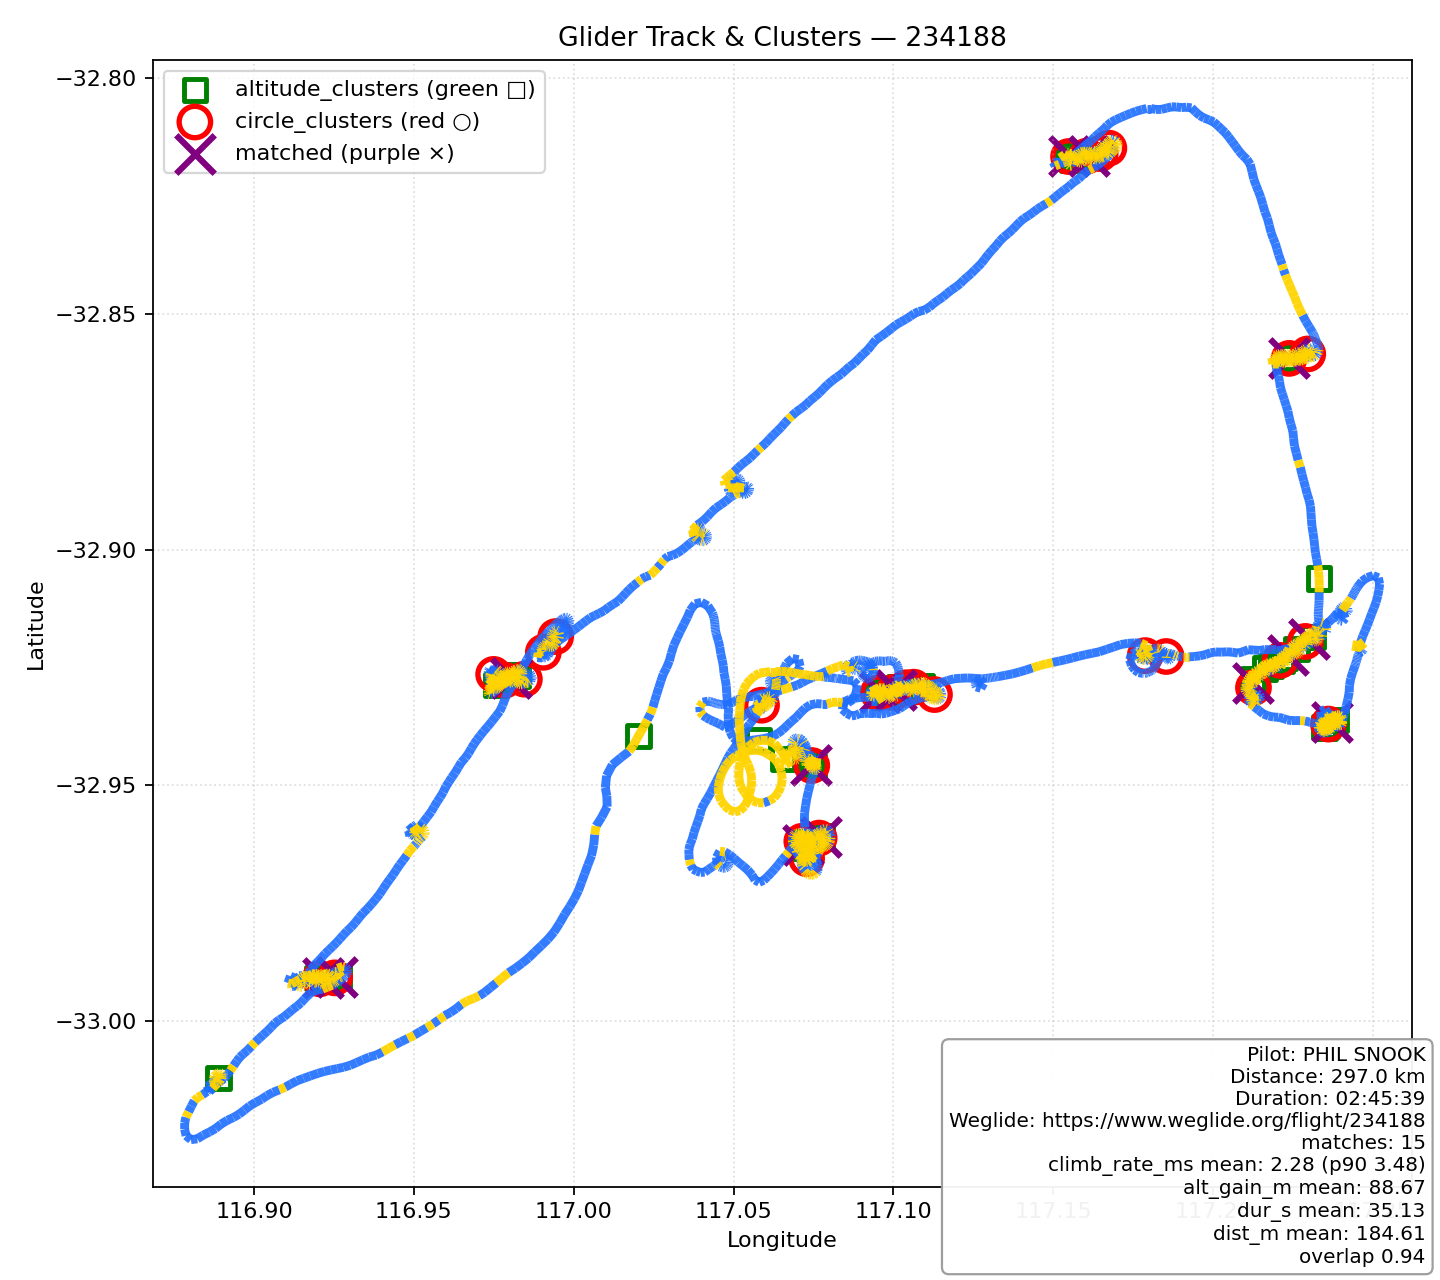 Glider Track & Clusters — 234188
altitude_clusters (green □)
circle_clusters (red ○)
matched (purple ×)
−32.80
−32.85
−32.90
−32.95
−33.00
Latitude
116.90
116.95
117.00
117.05
117.10
117.15
Longitude
Pilot: PHIL SNOOK
Distance: 297.0 km
Duration: 02:45:39
Weglide: https://www.weglide.org/flight/234188
matches: 15
climb_rate_ms mean: 2.28 (p90 3.48)
alt_gain_m mean: 88.67
dur_s mean: 35.13
dist_m mean: 184.61
overlap 0.94